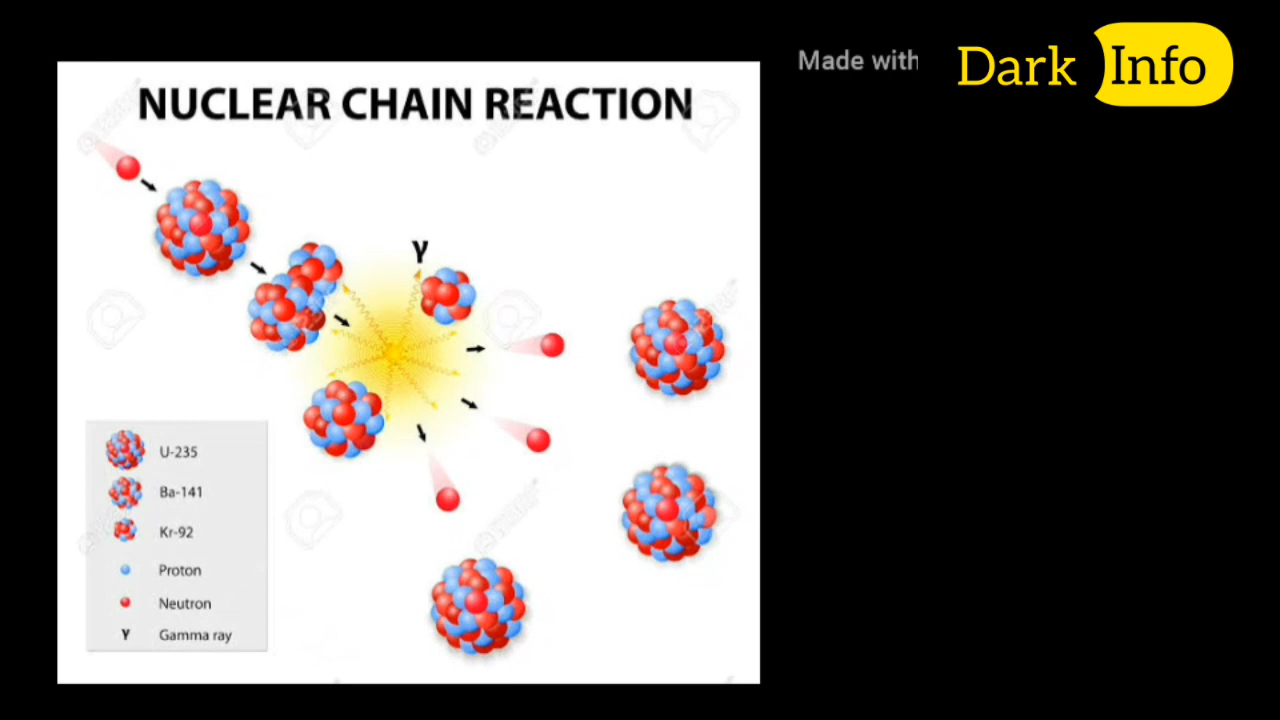 Made with
Dark Info
NUCLEAR CHAIN REACTION
γ
U-235
Ba-141
Kr-92
Proton
Neutron
γ Gamma ray